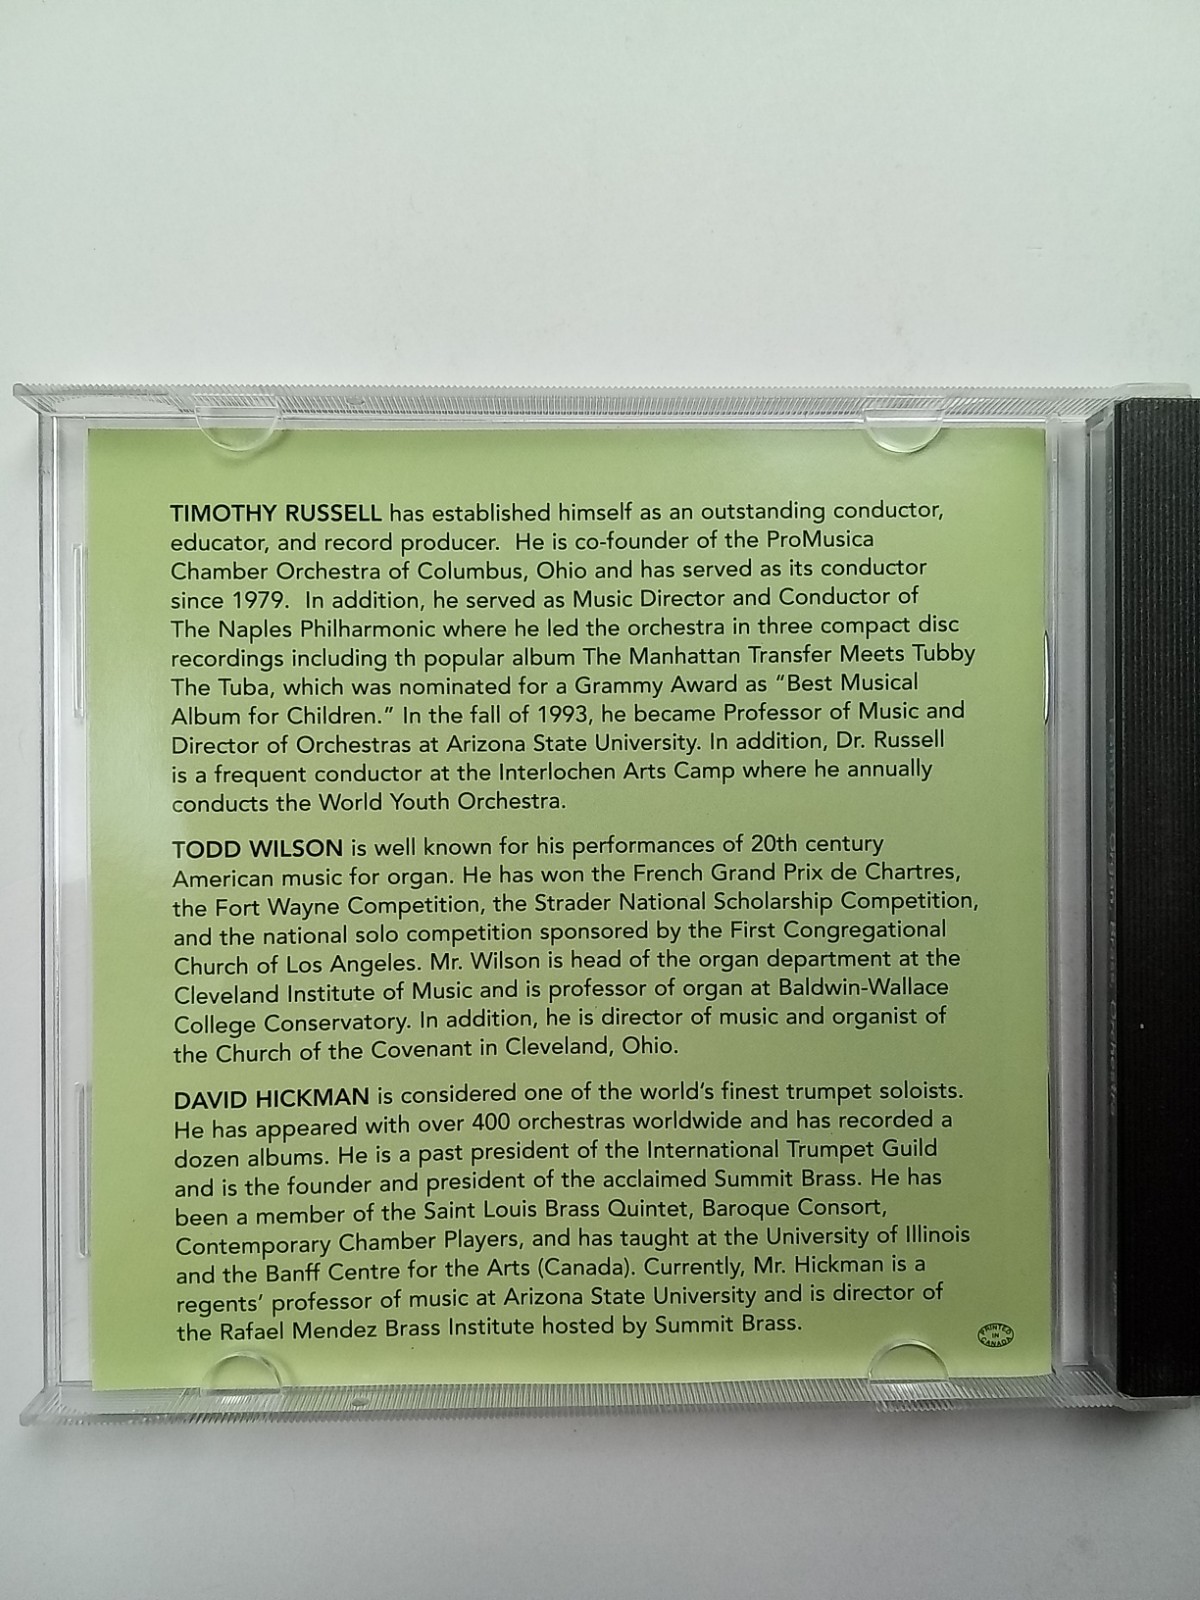 TIMOTHY RUSSELL has established himself as an outstanding conductor,
educator, and record producer.  He is co-founder of the ProMusica
Chamber Orchestra of Columbus, Ohio and has served as its conductor
since 1979.  In addition, he served as Music Director and Conductor of
The Naples Philharmonic where he led the orchestra in three compact disc
recordings including th popular album The Manhattan Transfer Meets Tubby
The Tuba, which was nominated for a Grammy Award as “Best Musical
Album for Children.” In the fall of 1993, he became Professor of Music and
Director of Orchestras at Arizona State University. In addition, Dr. Russell
is a frequent conductor at the Interlochen Arts Camp where he annually
conducts the World Youth Orchestra.
TODD WILSON is well known for his performances of 20th century
American music for organ. He has won the French Grand Prix de Chartres,
the Fort Wayne Competition, the Strader National Scholarship Competition,
and the national solo competition sponsored by the First Congregational
Church of Los Angeles. Mr. Wilson is head of the organ department at the
Cleveland Institute of Music and is professor of organ at Baldwin-Wallace
College Conservatory. In addition, he is director of music and organist of
the Church of the Covenant in Cleveland, Ohio.
DAVID HICKMAN is considered one of the world’s finest trumpet soloists.
He has appeared with over 400 orchestras worldwide and has recorded a
dozen albums. He is a past president of the International Trumpet Guild
and is the founder and president of the acclaimed Summit Brass. He has
been a member of the Saint Louis Brass Quintet, Baroque Consort,
Contemporary Chamber Players, and has taught at the University of Illinois
and the Banff Centre for the Arts (Canada). Currently, Mr. Hickman is a
regents’ professor of music at Arizona State University and is director of
the Rafael Mendez Brass Institute hosted by Summit Brass.
PRINTED
IN
CANADA
Organ, Brass, Orchestra